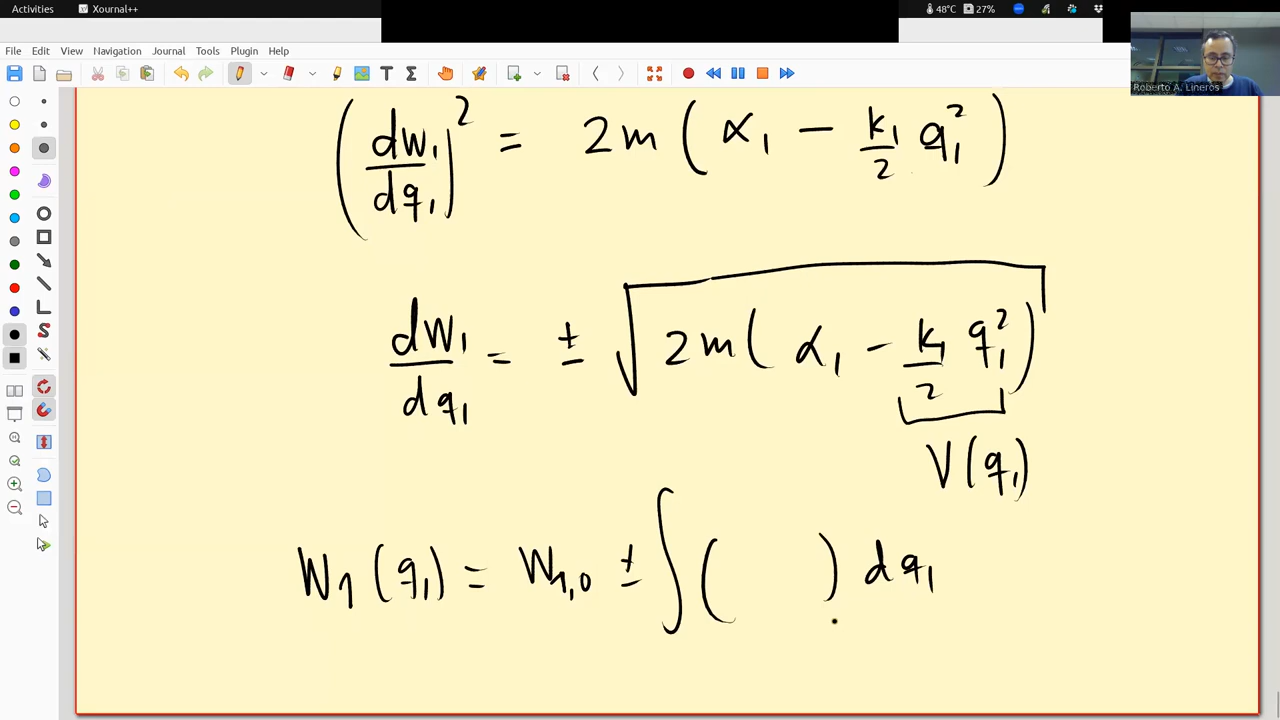 Activities Xournal++ 48°C 27%
File Edit View Navigation Journal Tools Plugin Help
Roberto A. Lineros
(dW₁/dq₁)² = 2m (α₁ − k₁/2 q₁²)
dW₁/dq₁ = ± √(2m (α₁ − k₁/2 q₁²))
V(q₁)
W₁(q₁) = W₁,₀ ± ∫ ( ) dq₁